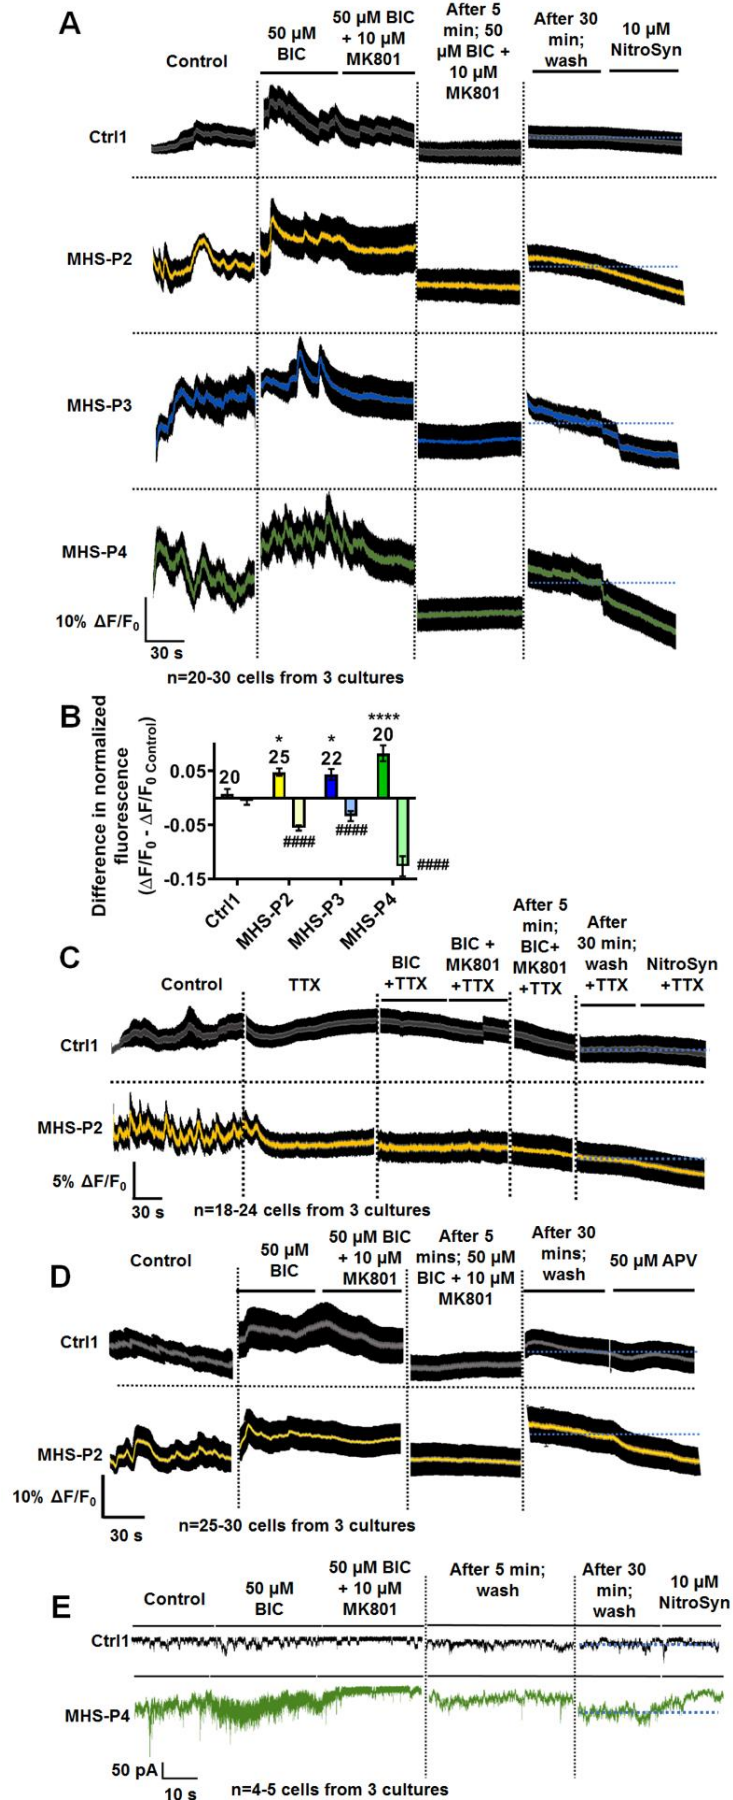 A
Control
50 µM
BIC
50 µM BIC
+ 10 µM
MK801
After 5
min; 50
µM BIC +
10 µM
MK801
After 30
min;
wash
10 µM
NitroSyn
Ctrl1
MHS-P2
MHS-P3
MHS-P4
10% ΔF/F0
30 s
n=20-30 cells from 3 cultures
B
Difference in normalized
fluorescence
(ΔF/F0 - ΔF/F0 Control)
0.05
-0.05
-0.15
20
*
25
*
22
****
20
####
####
####
Ctrl1
MHS-P2
MHS-P3
MHS-P4
C
Control
TTX
BIC
+TTX
BIC +
MK801
+TTX
After 5
min;
BIC+
MK801
+TTX
After
30 min;
wash
+TTX
NitroSyn
+TTX
Ctrl1
MHS-P2
5% ΔF/F0
30 s
n=18-24 cells from 3 cultures
D
Control
50 µM
BIC
50 µM BIC
+ 10 µM
MK801
After 5
mins; 50 µM
BIC + 10 µM
MK801
After 30
mins;
wash
50 µM APV
Ctrl1
MHS-P2
10% ΔF/F0
30 s
n=25-30 cells from 3 cultures
E
Control
50 µM
BIC
50 µM BIC
+ 10 µM
MK801
After 5 min;
wash
After 30
min;
wash
10 µM
NitroSyn
Ctrl1
MHS-P4
50 pA
10 s
n=4-5 cells from 3 cultures